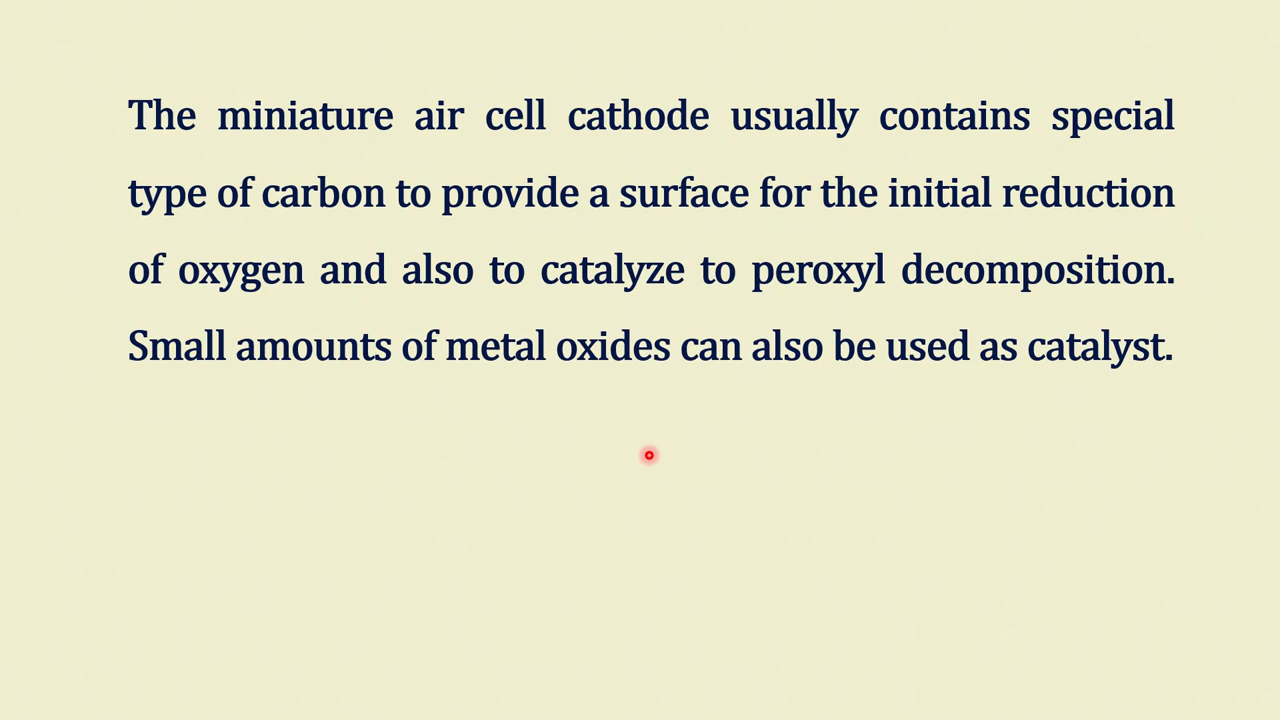 The miniature air cell cathode usually contains special
type of carbon to provide a surface for the initial reduction
of oxygen and also to catalyze to peroxyl decomposition.
Small amounts of metal oxides can also be used as catalyst.